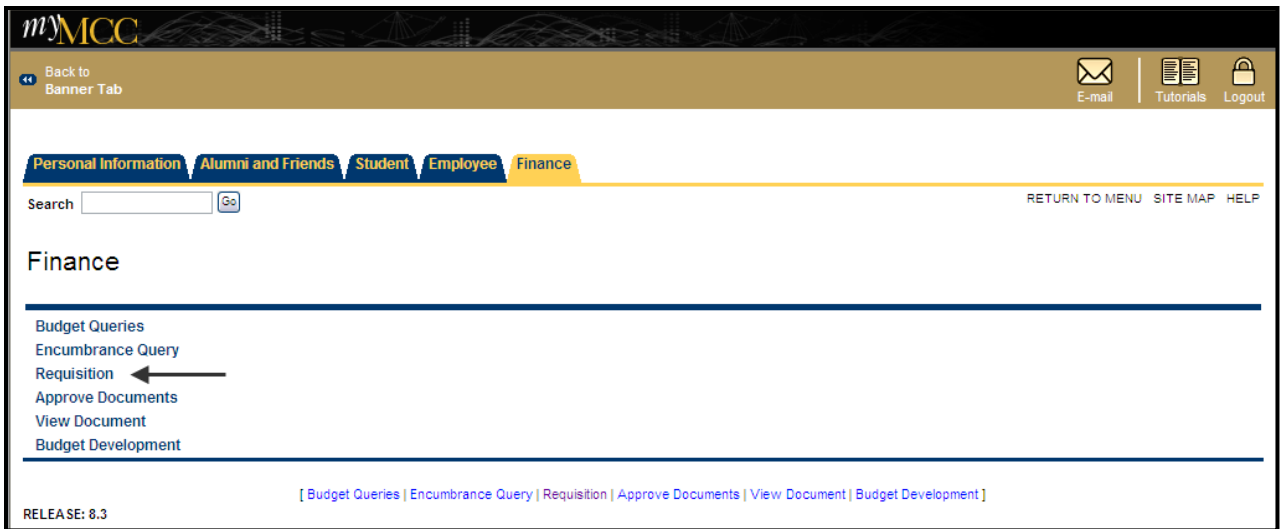 myMCC
Back to
Banner Tab
E-mail Tutorials Logout
Personal Information Alumni and Friends Student Employee Finance
Search Go RETURN TO MENU SITE MAP HELP
Finance
Budget Queries
Encumbrance Query
Requisition
Approve Documents
View Document
Budget Development
[ Budget Queries | Encumbrance Query | Requisition | Approve Documents | View Document | Budget Development ]
RELEASE: 8.3